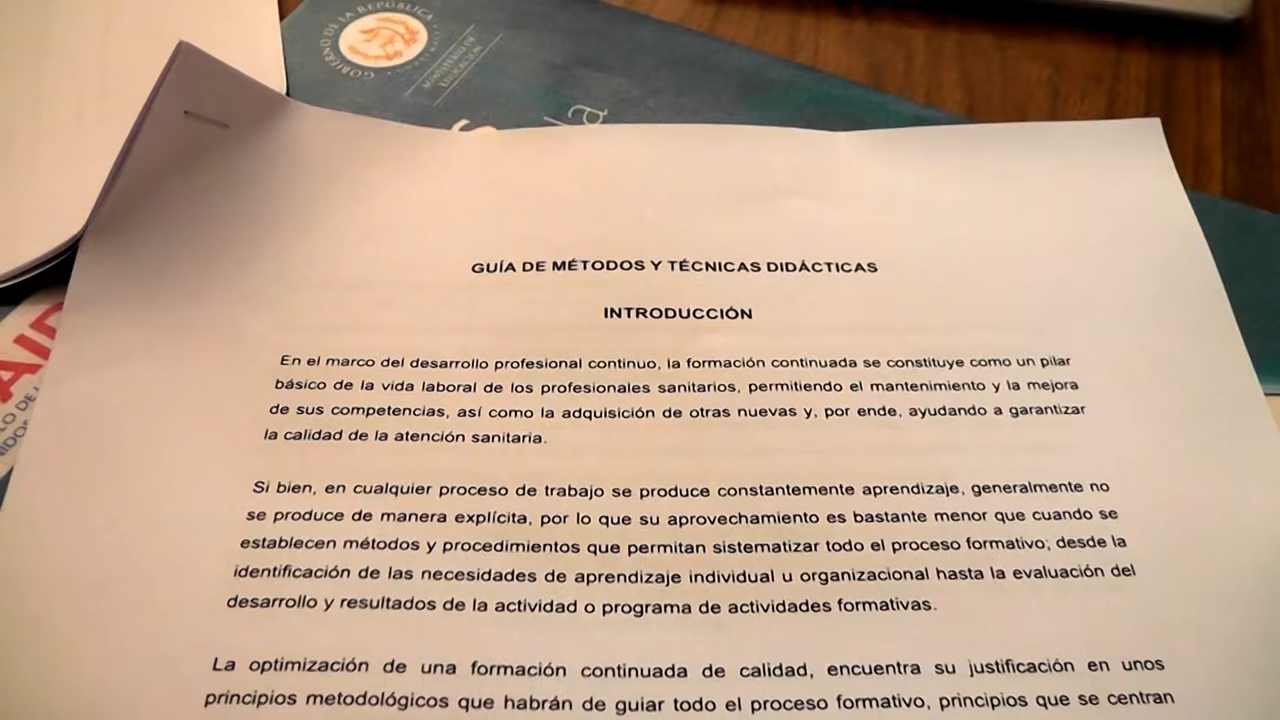 GOBIERNO DE LA REPÚBLICA
MINISTERIO DE
EDUCACIÓN
la
GUÍA DE MÉTODOS Y TÉCNICAS DIDÁCTICAS
INTRODUCCIÓN
En el marco del desarrollo profesional continuo, la formación continuada se constituye como un pilar
básico de la vida laboral de los profesionales sanitarios, permitiendo el mantenimiento y la mejora
de sus competencias, así como la adquisición de otras nuevas y, por ende, ayudando a garantizar
la calidad de la atención sanitaria.
Si bien, en cualquier proceso de trabajo se produce constantemente aprendizaje, generalmente no
se produce de manera explícita, por lo que su aprovechamiento es bastante menor que cuando se
establecen métodos y procedimientos que permitan sistematizar todo el proceso formativo; desde la
identificación de las necesidades de aprendizaje individual u organizacional hasta la evaluación del
desarrollo y resultados de la actividad o programa de actividades formativas.
La optimización de una formación continuada de calidad, encuentra su justificación en unos
principios metodológicos que habrán de guiar todo el proceso formativo, principios que se centran